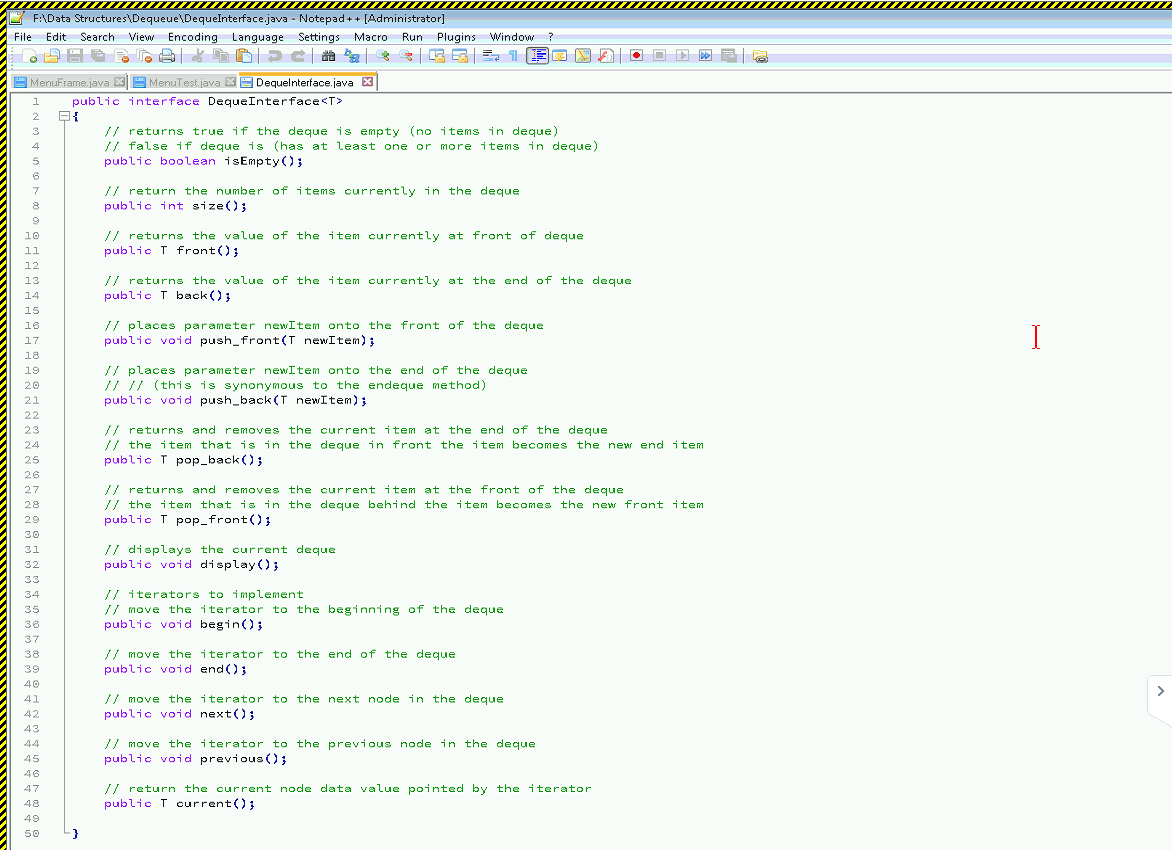 F:\Data Structures\Dequeue\DequeInterface.java - Notepad++ [Administrator]
File Edit Search View Encoding Language Settings Macro Run Plugins Window ?
MenuFrame.java MenuTest.java DequeInterface.java
1 public interface DequeInterface<T>
2 {
3 // returns true if the deque is empty (no items in deque)
4 // false if deque is (has at least one or more items in deque)
5 public boolean isEmpty();
6
7 // return the number of items currently in the deque
8 public int size();
9
10 // returns the value of the item currently at front of deque
11 public T front();
12
13 // returns the value of the item currently at the end of the deque
14 public T back();
15
16 // places parameter newItem onto the front of the deque
17 public void push_front(T newItem);
18
19 // places parameter newItem onto the end of the deque
20 // // (this is synonymous to the endeque method)
21 public void push_back(T newItem);
22
23 // returns and removes the current item at the end of the deque
24 // the item that is in the deque in front the item becomes the new end item
25 public T pop_back();
26
27 // returns and removes the current item at the front of the deque
28 // the item that is in the deque behind the item becomes the new front item
29 public T pop_front();
30
31 // displays the current deque
32 public void display();
33
34 // iterators to implement
35 // move the iterator to the beginning of the deque
36 public void begin();
37
38 // move the iterator to the end of the deque
39 public void end();
40
41 // move the iterator to the next node in the deque
42 public void next();
43
44 // move the iterator to the previous node in the deque
45 public void previous();
46
47 // return the current node data value pointed by the iterator
48 public T current();
49
50 }